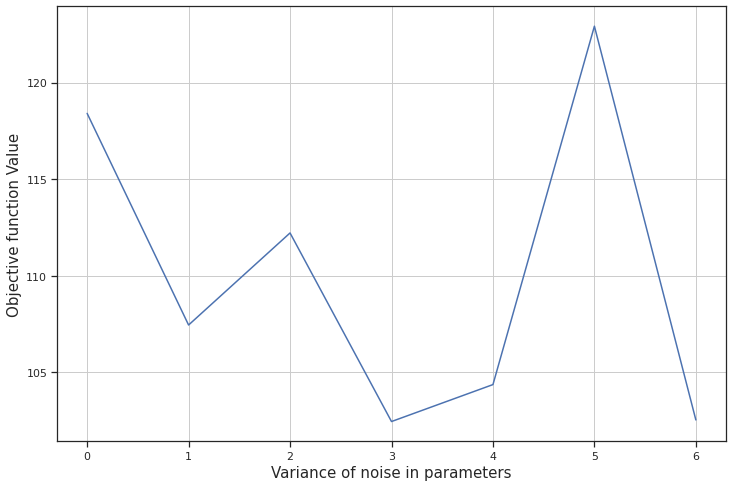 Objective function Value
120
115
110
105
0 1 2 3 4 5 6
Variance of noise in parameters